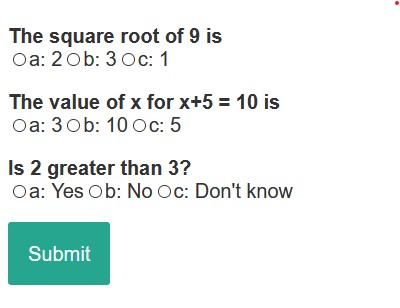 The square root of 9 is
a: 2 b: 3 c: 1
The value of x for x+5 = 10 is
a: 3 b: 10 c: 5
Is 2 greater than 3?
a: Yes b: No c: Don't know
Submit